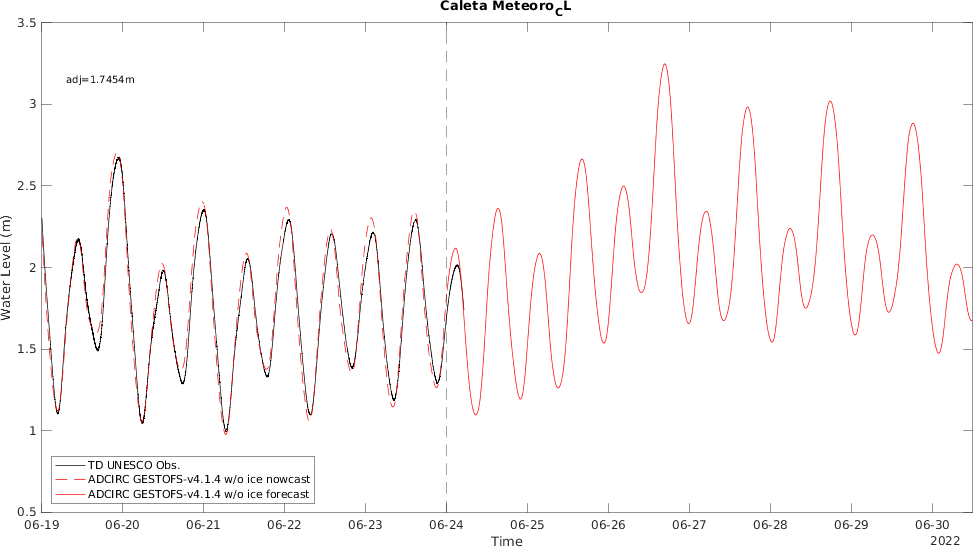 Caleta Meteoro_CL
adj=1.7454m
Water Level (m)
3.5
3
2.5
2
1.5
1
0.5
TD UNESCO Obs.
ADCIRC GESTOFS-v4.1.4 w/o ice nowcast
ADCIRC GESTOFS-v4.1.4 w/o ice forecast
06-19 06-20 06-21 06-22 06-23 06-24 06-25 06-26 06-27 06-28 06-29 06-30
Time
2022